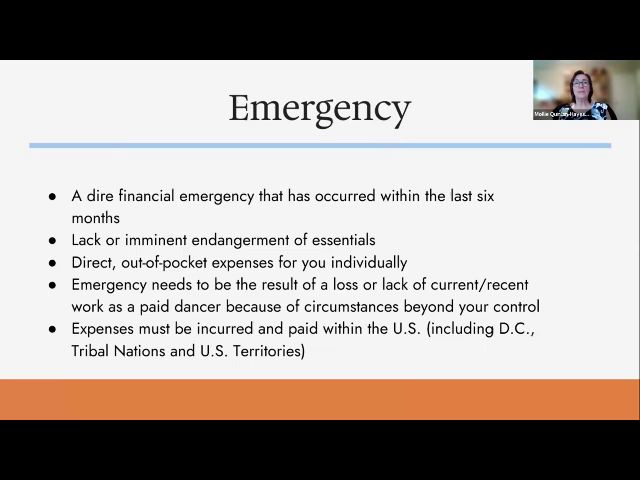 Emergency
Mollie
● A dire financial emergency that has occurred within the last six
months
● Lack or imminent endangerment of essentials
● Direct, out-of-pocket expenses for you individually
● Emergency needs to be the result of a loss or lack of current/recent
work as a paid dancer because of circumstances beyond your control
● Expenses must be incurred and paid within the U.S. (including D.C.,
Tribal Nations and U.S. Territories)